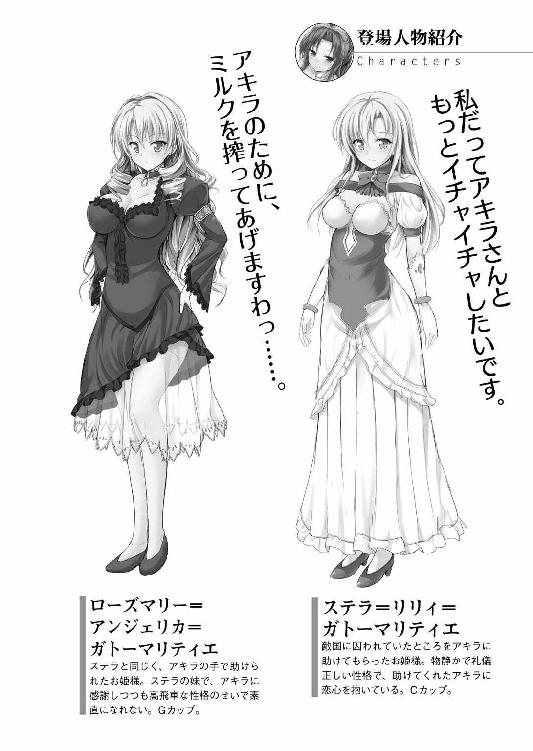 登場人物紹介
Characters
私だってアキラさんと
もっとイチャイチャしたいです。
ステラ=リリィ=
ガトーマリティエ
敵国に囚われていたところをアキラに
助けてもらったお姫様。物静かで礼儀
正しい性格で、助けてくれたアキラに
恋心を抱いている。Cカップ。
アキラのために、
ミルクを搾ってあげますわっ……。
ローズマリー=
アンジェリカ=
ガトーマリティエ
ステラと同じく、アキラの手で助けら
れたお姫様。ステラの妹で、アキラに
感謝しつつも高飛車な性格のせいで素
直になれない。Gカップ。